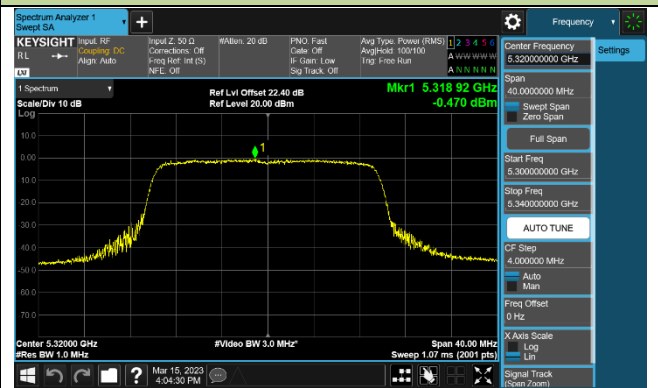 Spectrum Analyzer 1
Swept SA
+
Frequency
KEYSIGHT
RL
LXI
Input: RF
Coupling: DC
Align: Auto
Input Z: 50 Ω
Corrections: Off
Freq Ref: Int (S)
NFE: Off
#Atten: 20 dB
PNO: Fast
Gate: Off
IF Gain: Low
Sig Track: Off
Avg Type: Power (RMS)
Avg|Hold: 100/100
Trig: Free Run
1 2 3 4 5 6
A W W W W W
A N N N N N
1 Spectrum
Scale/Div 10 dB
Log
Ref Lvl Offset 22.40 dB
Ref Level 20.00 dBm
Mkr1 5.318 92 GHz
-0.470 dBm
10.0
0.00
-10.0
-20.0
-30.0
-40.0
-50.0
-60.0
-70.0
1
Center 5.32000 GHz
#Res BW 1.0 MHz
#Video BW 3.0 MHz*
Span 40.00 MHz
Sweep 1.07 ms (2001 pts)
Center Frequency
5.320000000 GHz
Settings
Span
40.0000000 MHz
Swept Span
Zero Span
Full Span
Start Freq
5.300000000 GHz
Stop Freq
5.340000000 GHz
AUTO TUNE
CF Step
4.000000 MHz
Auto
Man
Freq Offset
0 Hz
X Axis Scale
Log
Lin
Signal Track
(Span Zoom)
?
Mar 15, 2023
4:04:30 PM